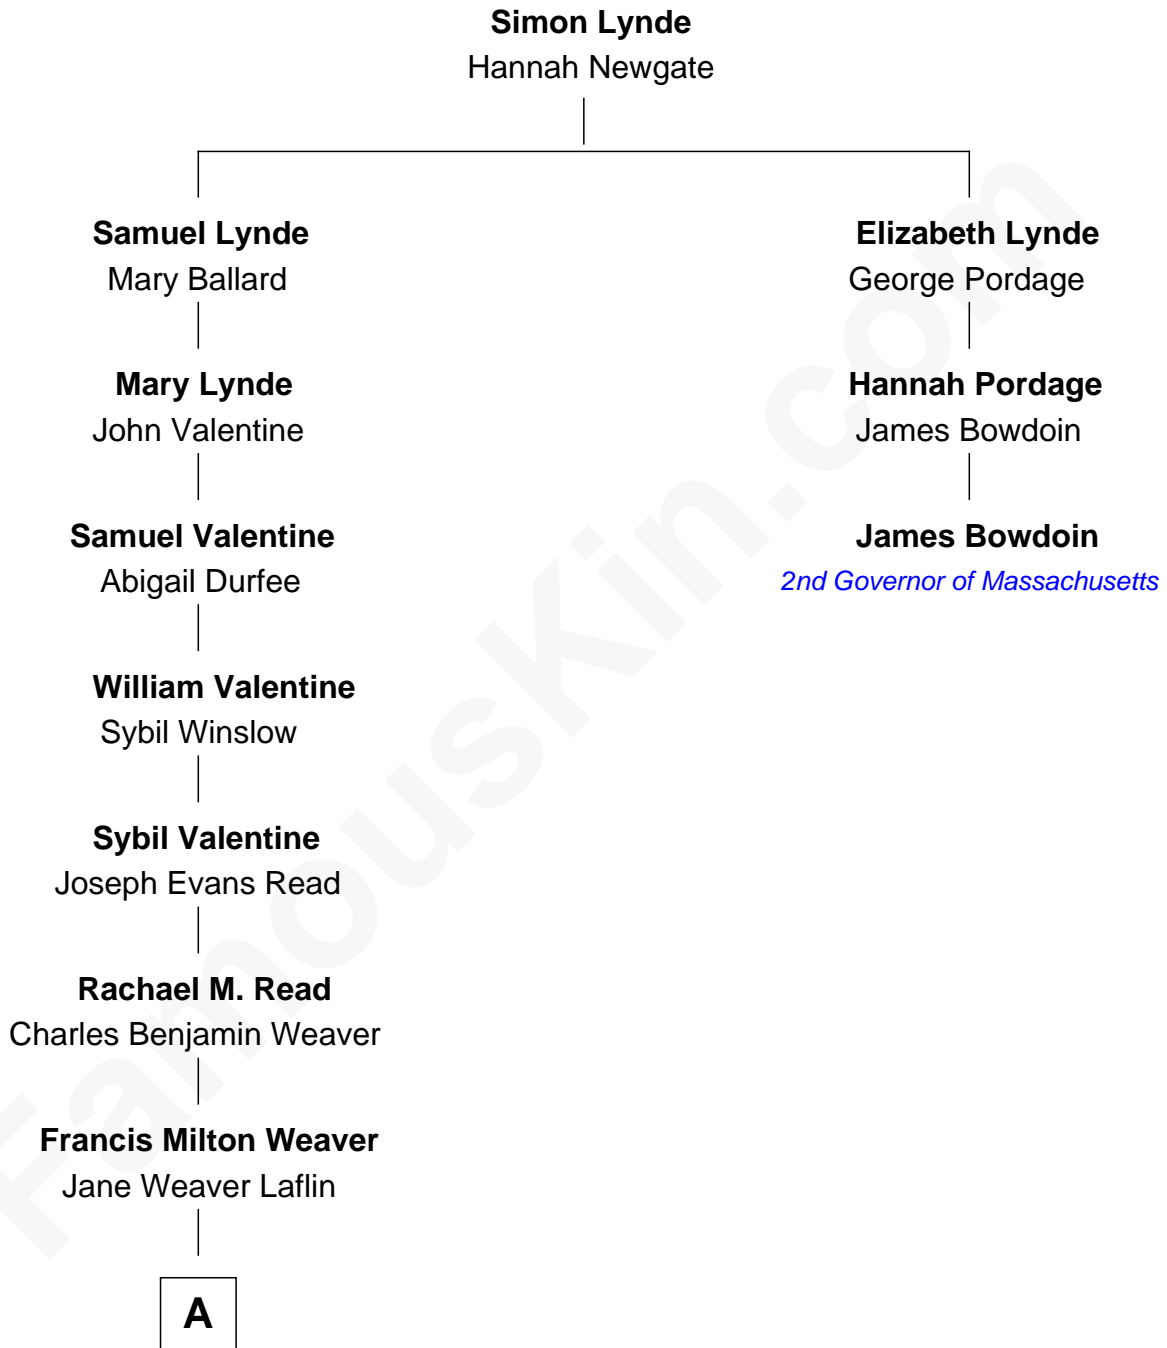 Simon Lynde
Hannah Newgate
Samuel Lynde
Mary Ballard
Elizabeth Lynde
George Pordage
Mary Lynde
John Valentine
Hannah Pordage
James Bowdoin
Samuel Valentine
Abigail Durfee
James Bowdoin
2nd Governor of Massachusetts
William Valentine
Sybil Winslow
Sybil Valentine
Joseph Evans Read
Rachael M. Read
Charles Benjamin Weaver
Francis Milton Weaver
Jane Weaver Laflin
A
FamousKin.com